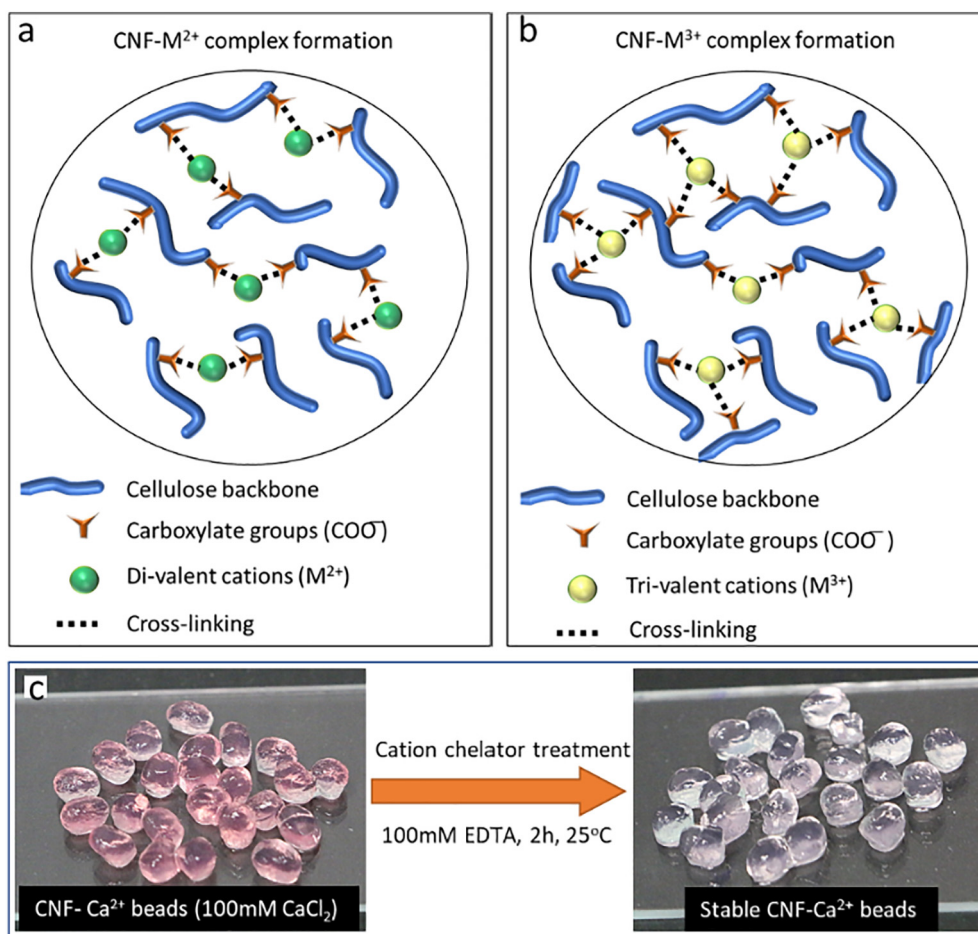 a
CNF-M²⁺ complex formation
Cellulose backbone
Carboxylate groups (COO⁻)
Di-valent cations (M²⁺)
Cross-linking
b
CNF-M³⁺ complex formation
Cellulose backbone
Carboxylate groups (COO⁻)
Tri-valent cations (M³⁺)
Cross-linking
c
Cation chelator treatment
100mM EDTA, 2h, 25°C
CNF- Ca²⁺ beads (100mM CaCl₂)
Stable CNF-Ca²⁺ beads